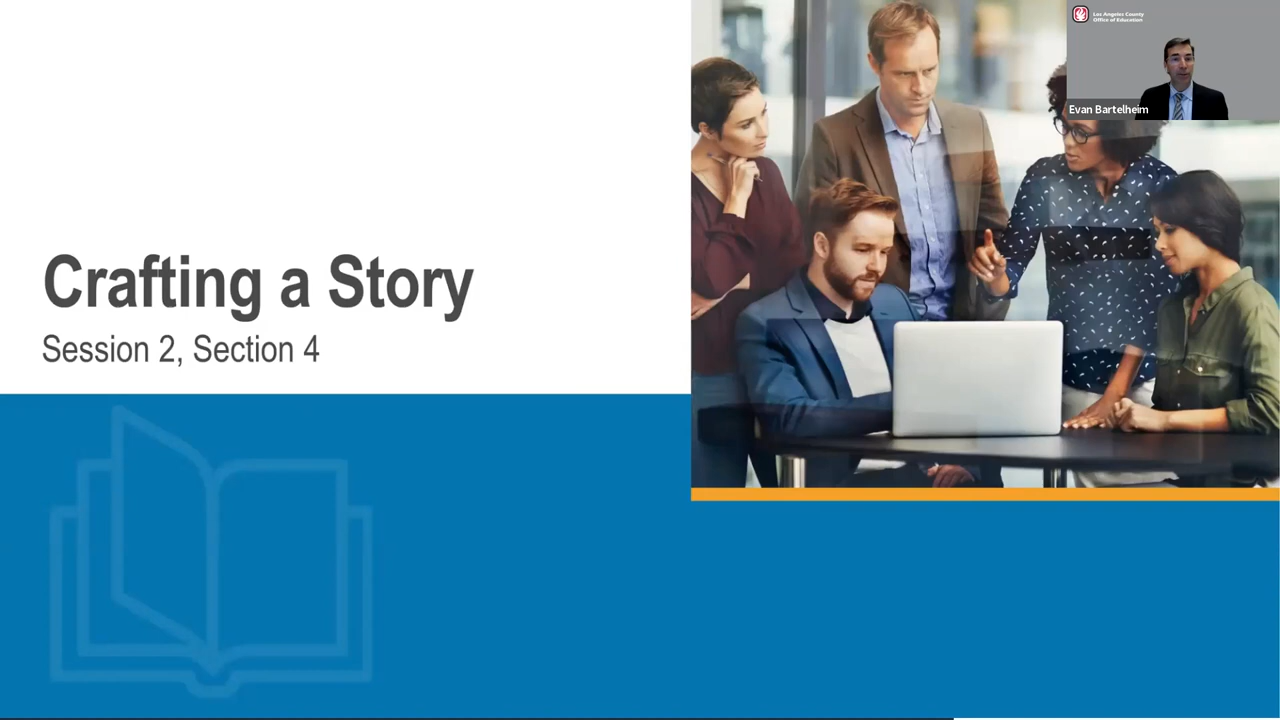 Los Angeles County
Office of Education
Evan Bartelheim
Crafting a Story
Session 2, Section 4